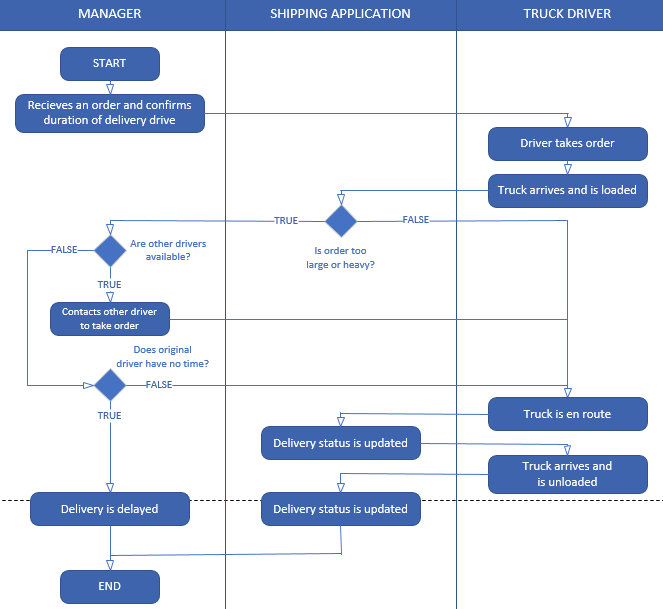 MANAGER
SHIPPING APPLICATION
TRUCK DRIVER
START
Recieves an order and confirms
duration of delivery drive
Driver takes order
Truck arrives and is loaded
TRUE
FALSE
Is order too
large or heavy?
Are other drivers
available?
FALSE
TRUE
Contacts other driver
to take order
Does original
driver have no time?
FALSE
TRUE
Truck is en route
Delivery status is updated
Truck arrives and
is unloaded
Delivery is delayed
Delivery status is updated
END